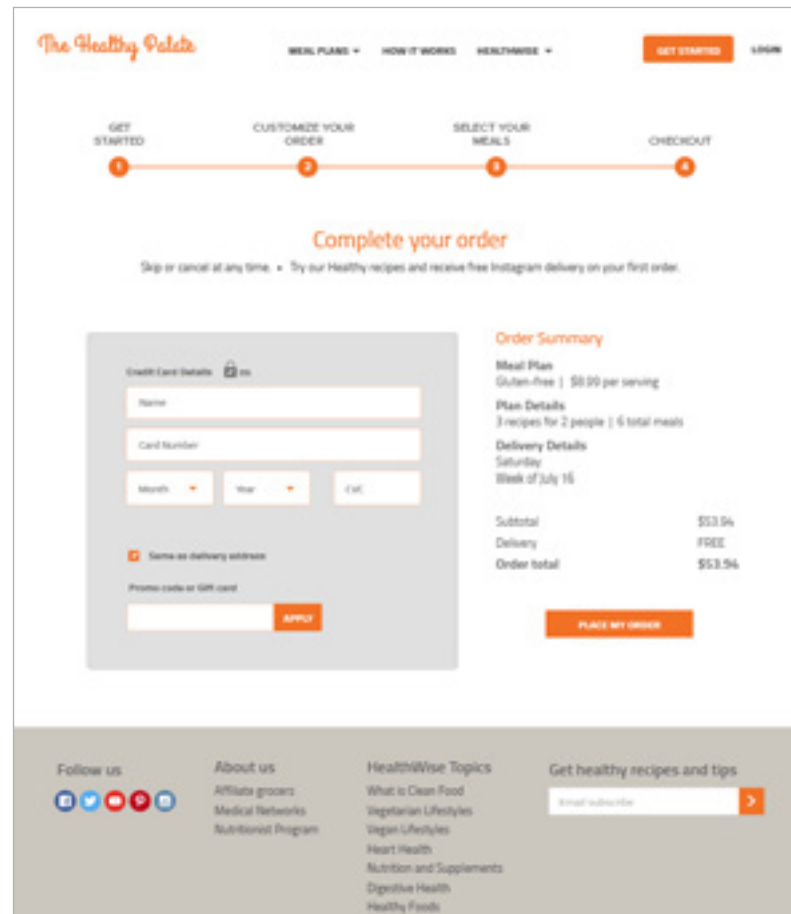 The Healthy Palate
MEAL PLANS HOW IT WORKS HEALTHWISE
GET STARTED LOGIN
GET
STARTED
CUSTOMIZE YOUR
ORDER
SELECT YOUR
MEALS
CHECKOUT
1 2 3 4
Complete your order
Skip or cancel at any time. • Try our Healthy recipes and receive free Instagram delivery on your first order.
Credit Card Details
Name
Card Number
Month Year CVC
Same as delivery address
Promo code or Gift card
APPLY
Order Summary
Meal Plan
Gluten-free | $8.99 per serving
Plan Details
3 recipes for 2 people | 6 total meals
Delivery Details
Saturday
Week of July 16
Subtotal $53.94
Delivery FREE
Order total $53.94
PLACE MY ORDER
Follow us
About us
Affiliate grocers
Medical Networks
Nutritionist Program
HealthWise Topics
What is Clean Food
Vegetarian Lifestyles
Vegan Lifestyles
Heart Health
Nutrition and Supplements
Digestive Health
Healthy Foods
Get healthy recipes and tips
Email subscribe